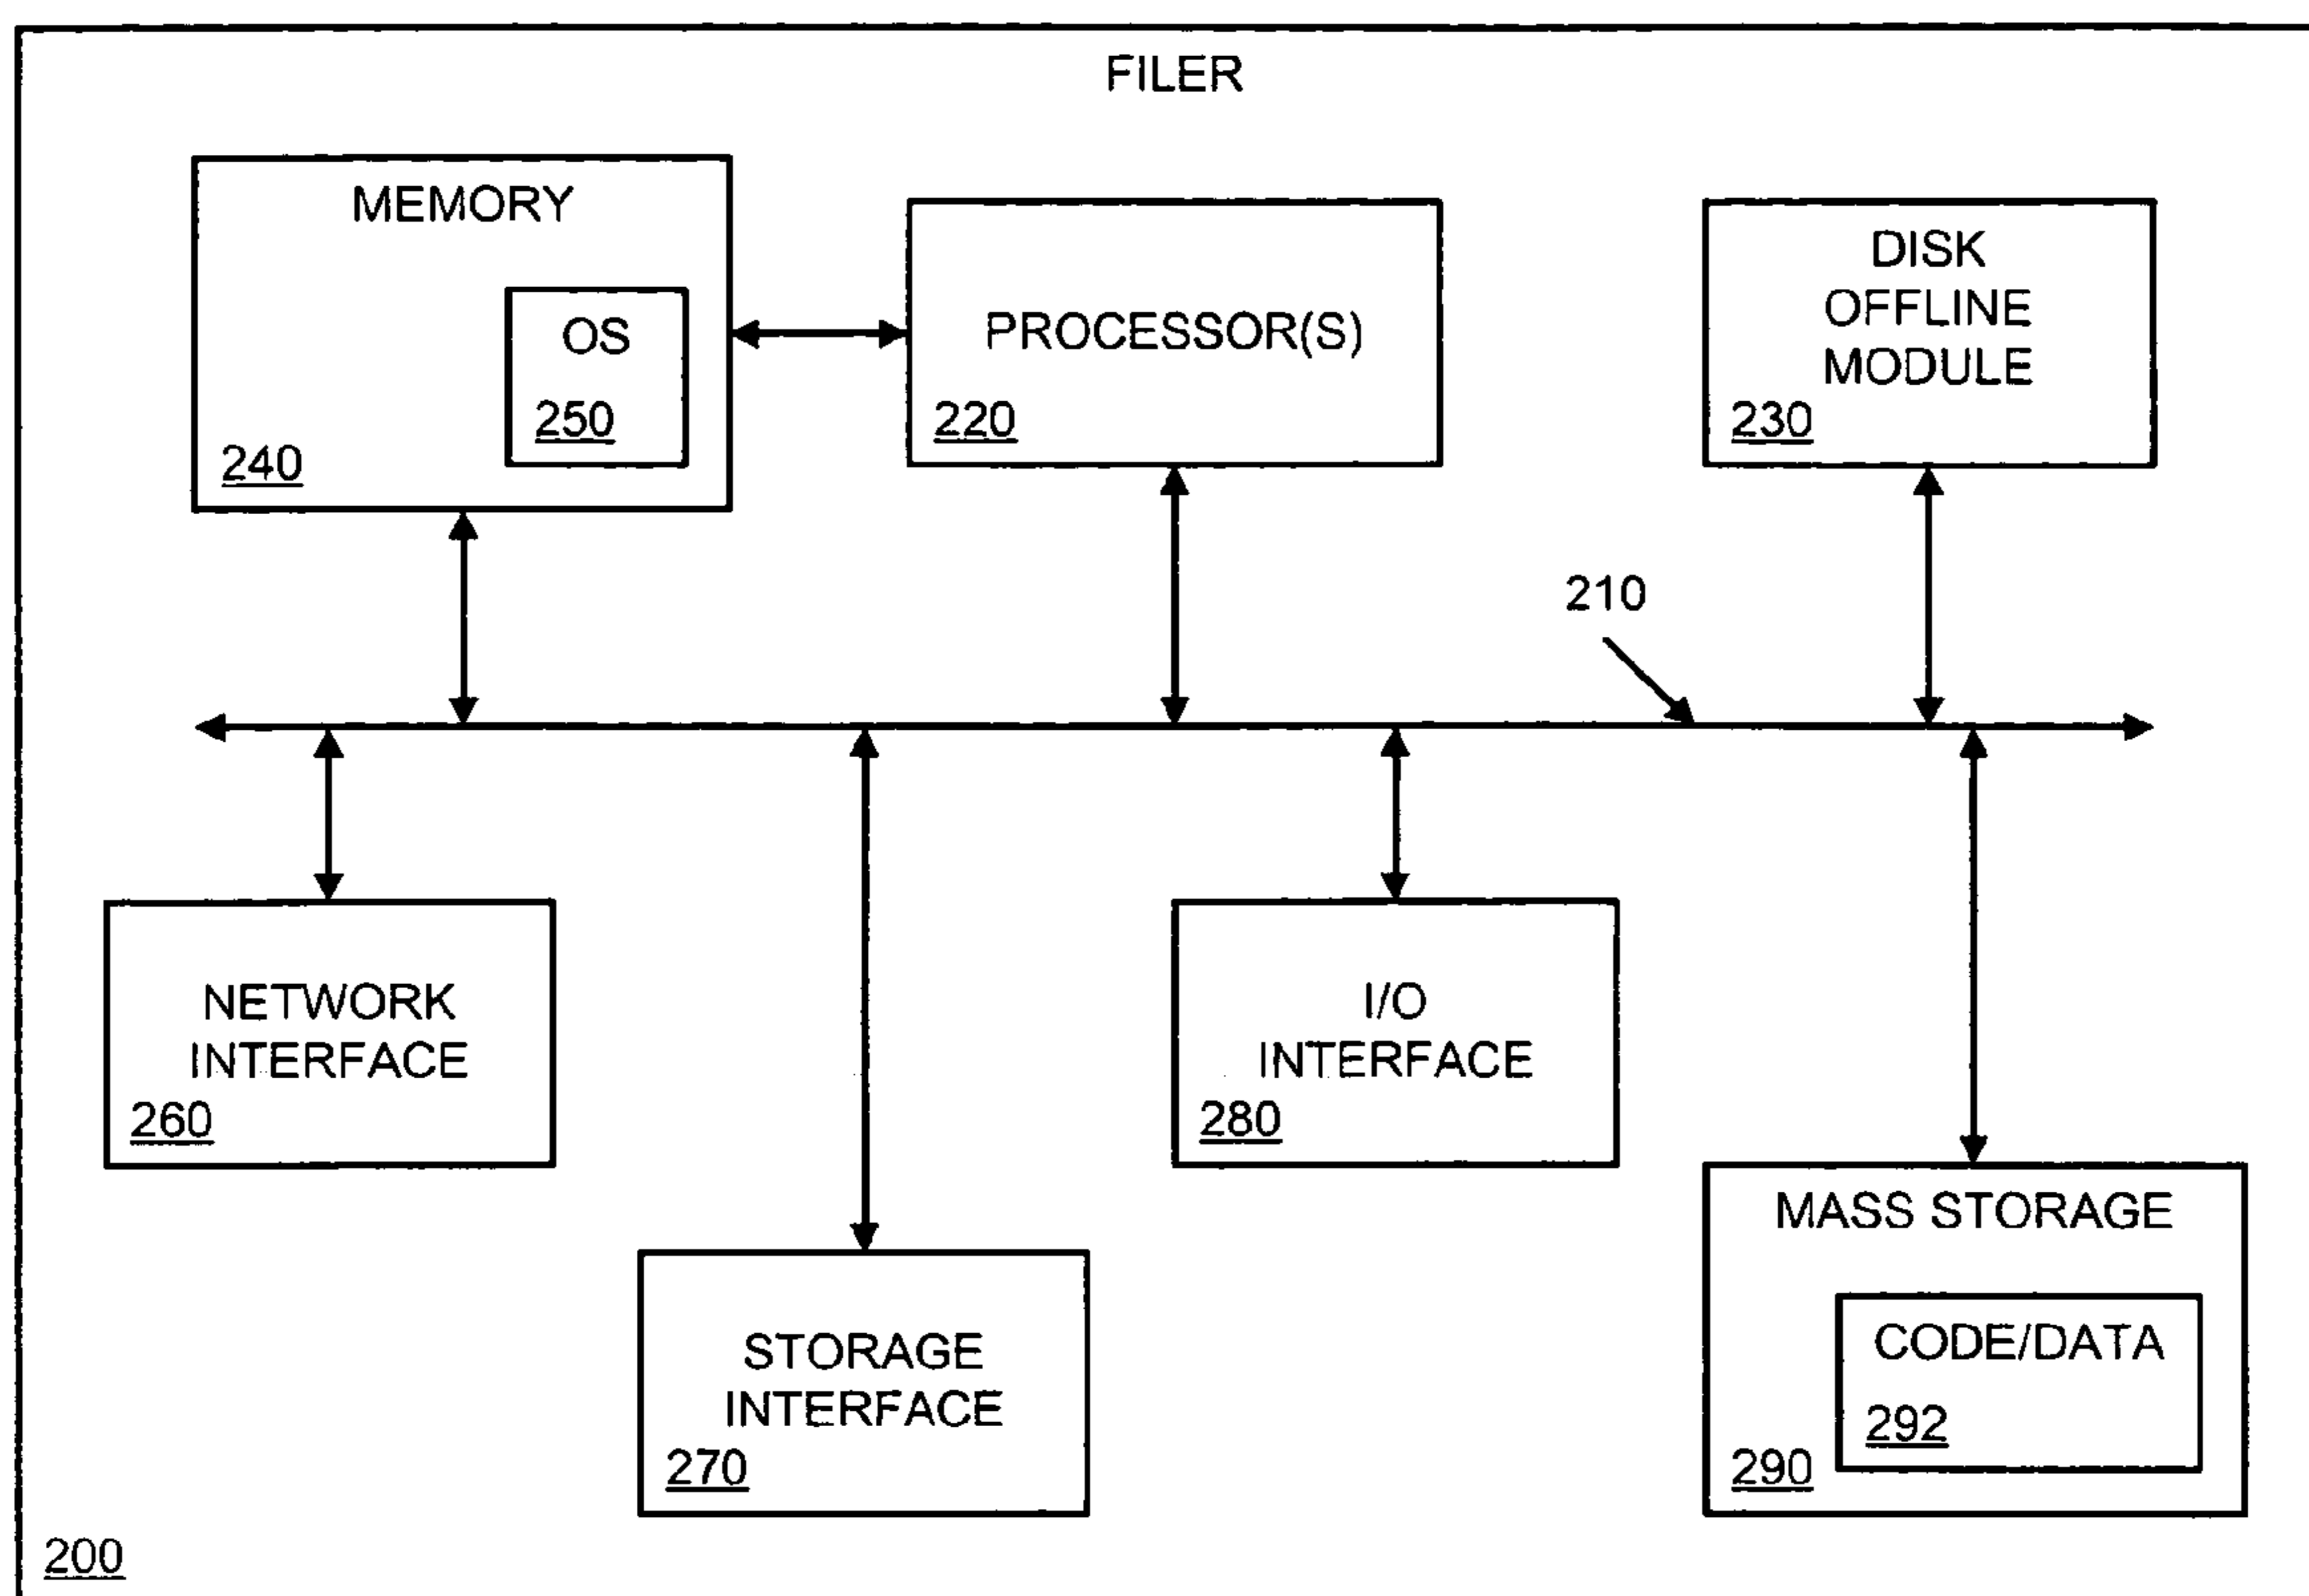 FILER
MEMORY
OS
250
240
PROCESSOR(S)
220
DISK
OFFLINE
MODULE
230
210
NETWORK
INTERFACE
260
I/O
INTERFACE
280
STORAGE
INTERFACE
270
MASS STORAGE
CODE/DATA
292
290
200